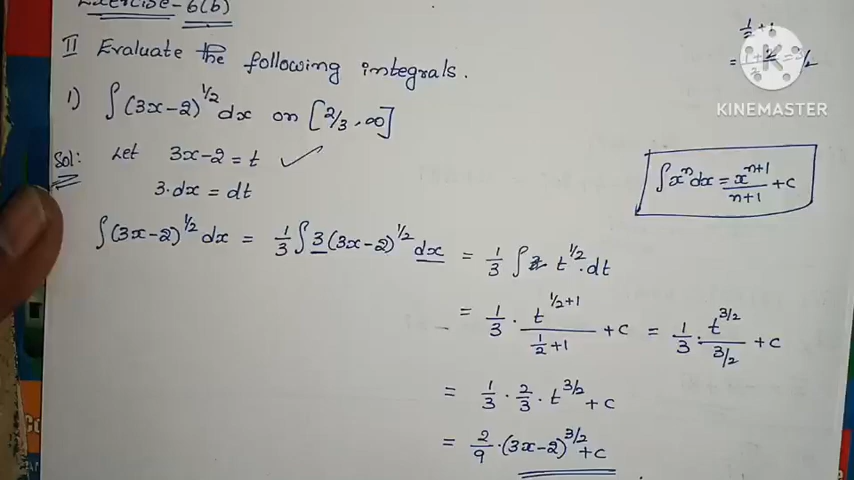 Exercise-6(b)
II Evaluate the following integrals.
1) ∫(3x-2)^1/2 dx on [2/3, ∞]
Sol: Let 3x-2=t ✓
3.dx = dt
∫(3x-2)^1/2 dx = 1/3 ∫3(3x-2)^1/2 dx = 1/3 ∫ t^1/2 . dt
= 1/3 . t^(1/2+1) / (1/2+1) + c = 1/3 . t^3/2 / (3/2) + c
= 1/3 . 2/3 . t^3/2 + c
= 2/9 . (3x-2)^3/2 + c
= 3/2
KINEMASTER
∫x^n dx = x^(n+1) / (n+1) + c